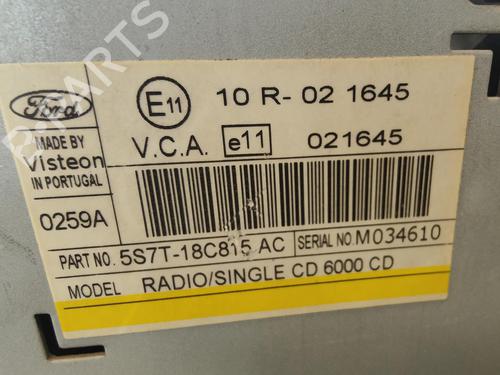 Ford
E11
10 R- 02 1645
MADE BY
Visteon
IN PORTUGAL
V.C.A. e11 021645
0259A
PART NO. 5S7T-18C815 AC SERIAL NO. M034610
MODEL RADIO/SINGLE CD 6000 CD